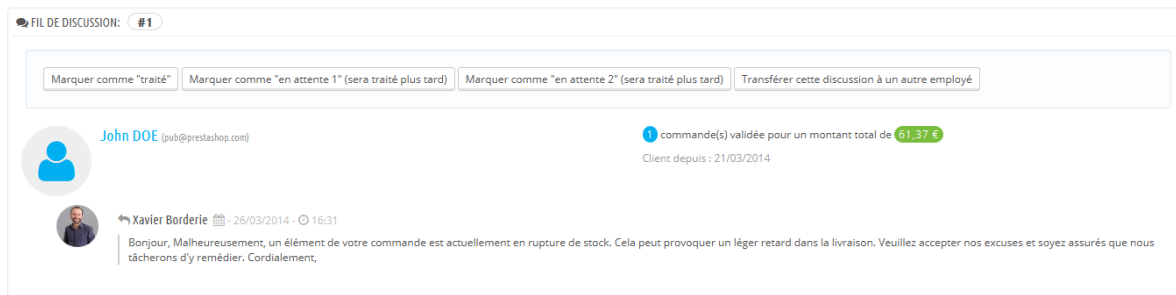 FIL DE DISCUSSION: #1
Marquer comme "traité" Marquer comme "en attente 1" (sera traité plus tard) Marquer comme "en attente 2" (sera traité plus tard) Transférer cette discussion à un autre employé
John DOE (pub@prestashop.com)
1 commande(s) validée pour un montant total de 61,37 €
Client depuis : 21/03/2014
Xavier Borderie - 26/03/2014 - 16:31
Bonjour, Malheureusement, un élément de votre commande est actuellement en rupture de stock. Cela peut provoquer un léger retard dans la livraison. Veuillez accepter nos excuses et soyez assurés que nous
tâcherons d'y remédier. Cordialement,